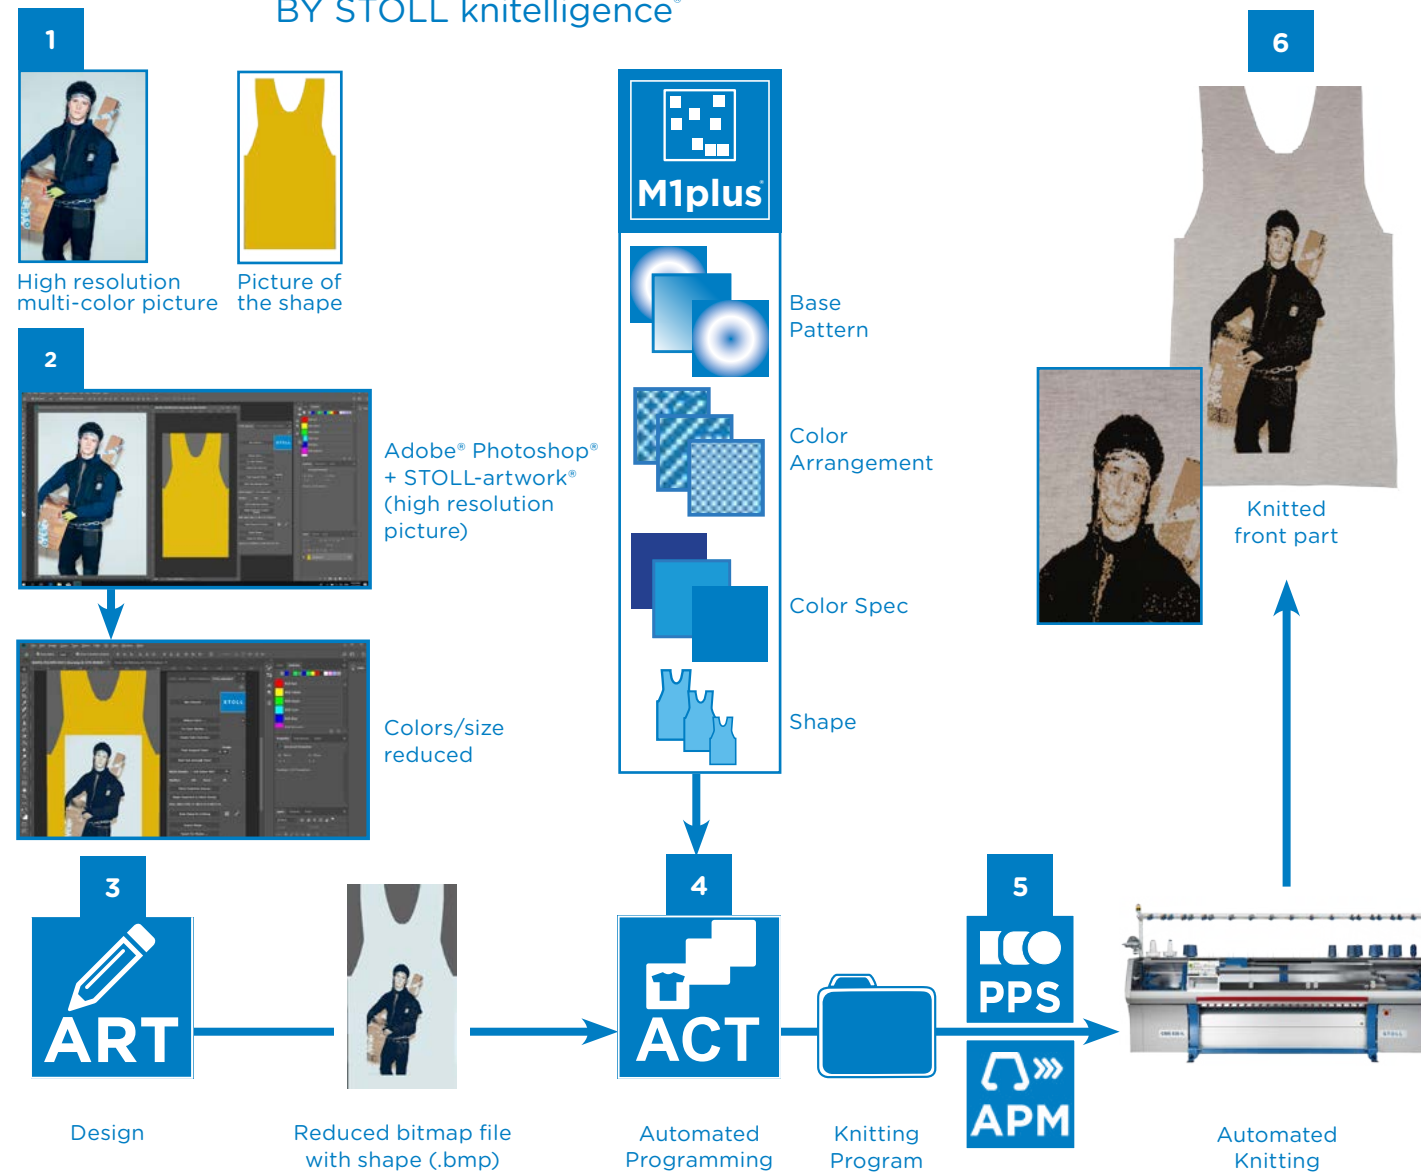 BY STOLL knitelligence®
1
High resolution
multi-color picture
Picture of
the shape
2
Adobe® Photoshop®
+ STOLL-artwork®
(high resolution
picture)
STOLL
Colors/size
reduced
3
ART
Design
Reduced bitmap file
with shape (.bmp)
M1plus®
Base
Pattern
Color
Arrangement
Color Spec
Shape
4
ACT
Automated
Programming
Knitting
Program
5
PPS
APM
STOLL
Automated
Knitting
6
Knitted
front part